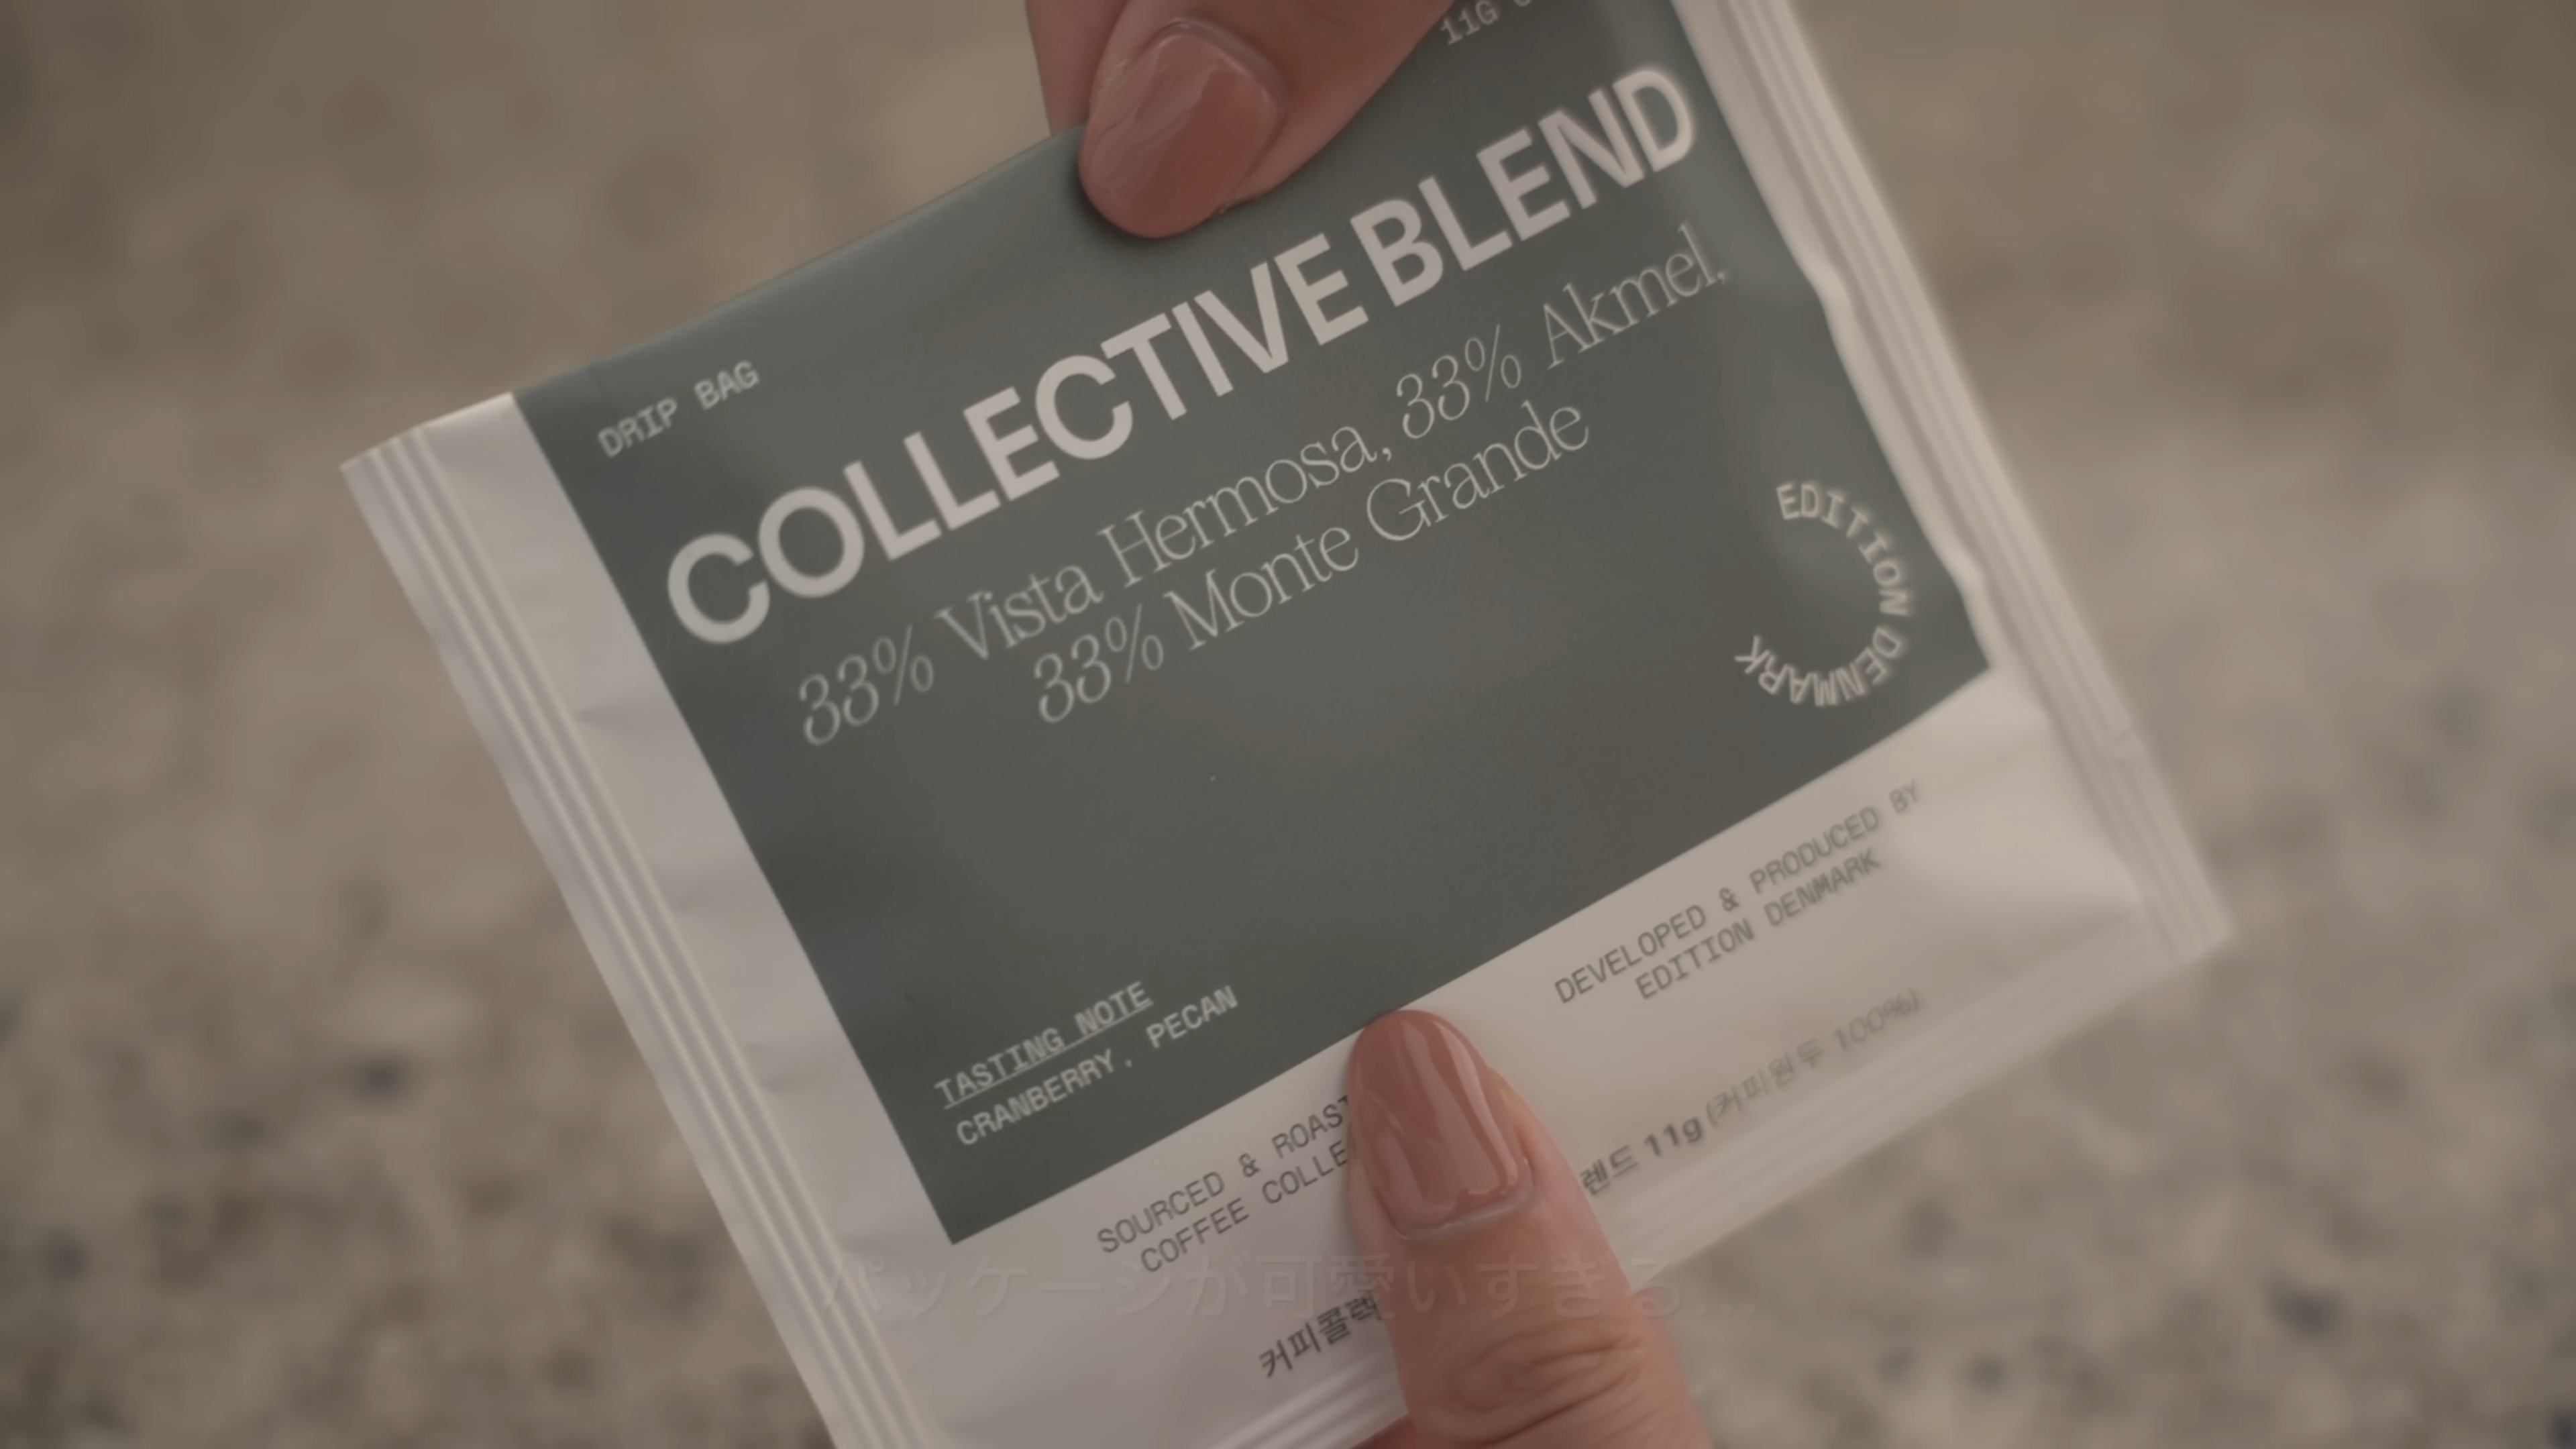 11G
DRIP BAG
COLLECTIVE BLEND
33% Vista Hermosa, 33% Akmel,
33% Monte Grande
EDITION DENMARK
TASTING NOTE
CRANBERRY, PECAN
SOURCED & ROAST
COFFEE COLLE
DEVELOPED & PRODUCED BY
EDITION DENMARK
커피콜렉 렌드 11g (커피원두 100%)
パッケージが可愛いすぎる...